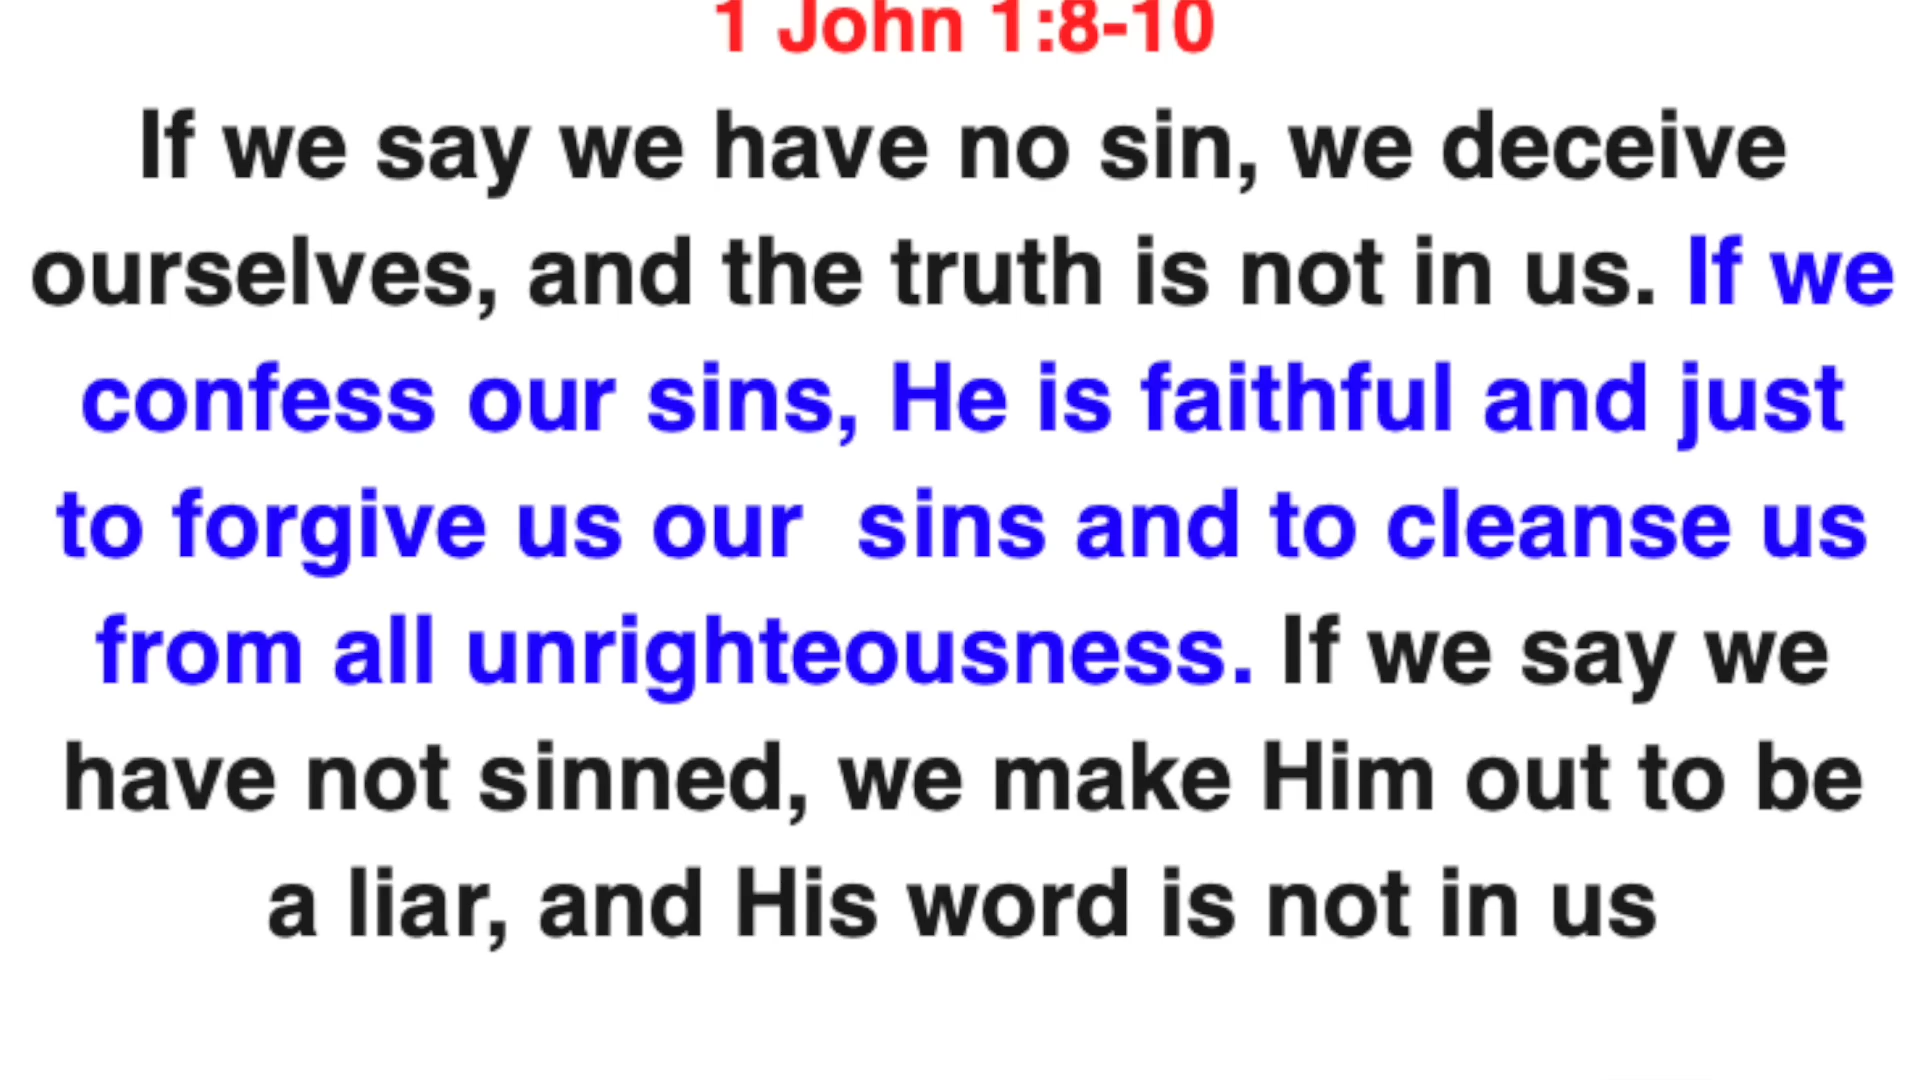 1 John 1:8-10
If we say we have no sin, we deceive
ourselves, and the truth is not in us. If we
confess our sins, He is faithful and just
to forgive us our  sins and to cleanse us
from all unrighteousness. If we say we
have not sinned, we make Him out to be
a liar, and His word is not in us